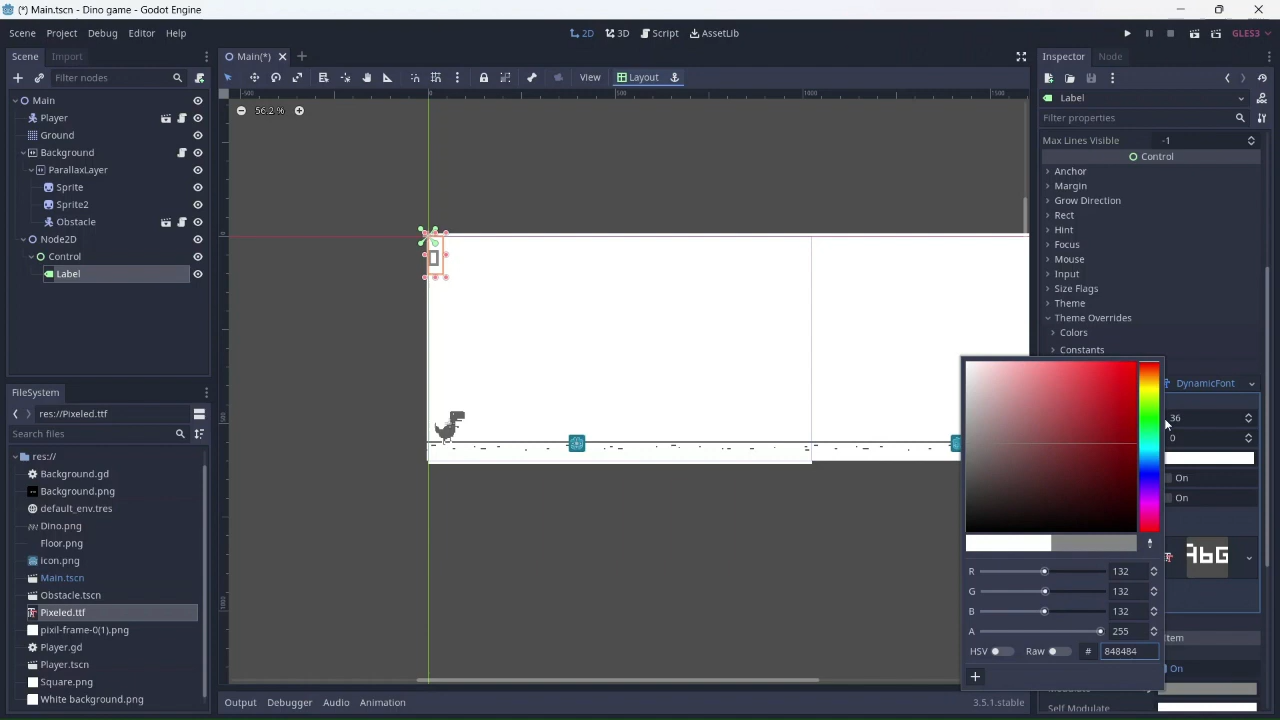 (*) Main.tscn - Dino game - Godot Engine
Scene Project Debug Editor Help
2D 3D Script AssetLib
GLES3
Scene Import
Main(*)
Inspector Node
Filter nodes
View Layout
Label
Filter properties
56.2 %
-500 0 500 1000 1500
Main
Player
Ground
Background
ParallaxLayer
Sprite
Sprite2
Obstacle
Node2D
Control
Label
Max Lines Visible -1
Control
Anchor
Margin
Grow Direction
Rect
Hint
Focus
Mouse
Input
Size Flags
Theme
Theme Overrides
Colors
Constants
DynamicFont
36
0
On
On
On
Self Modulate
R 132
G 132
B 132
A 255
HSV Raw # 848484
FileSystem
res://Pixeled.ttf
Search files
res://
Background.gd
Background.png
default_env.tres
Dino.png
Floor.png
icon.png
Main.tscn
Obstacle.tscn
Pixeled.ttf
pixil-frame-0(1).png
Player.gd
Player.tscn
Square.png
White background.png
Output Debugger Audio Animation
3.5.1.stable